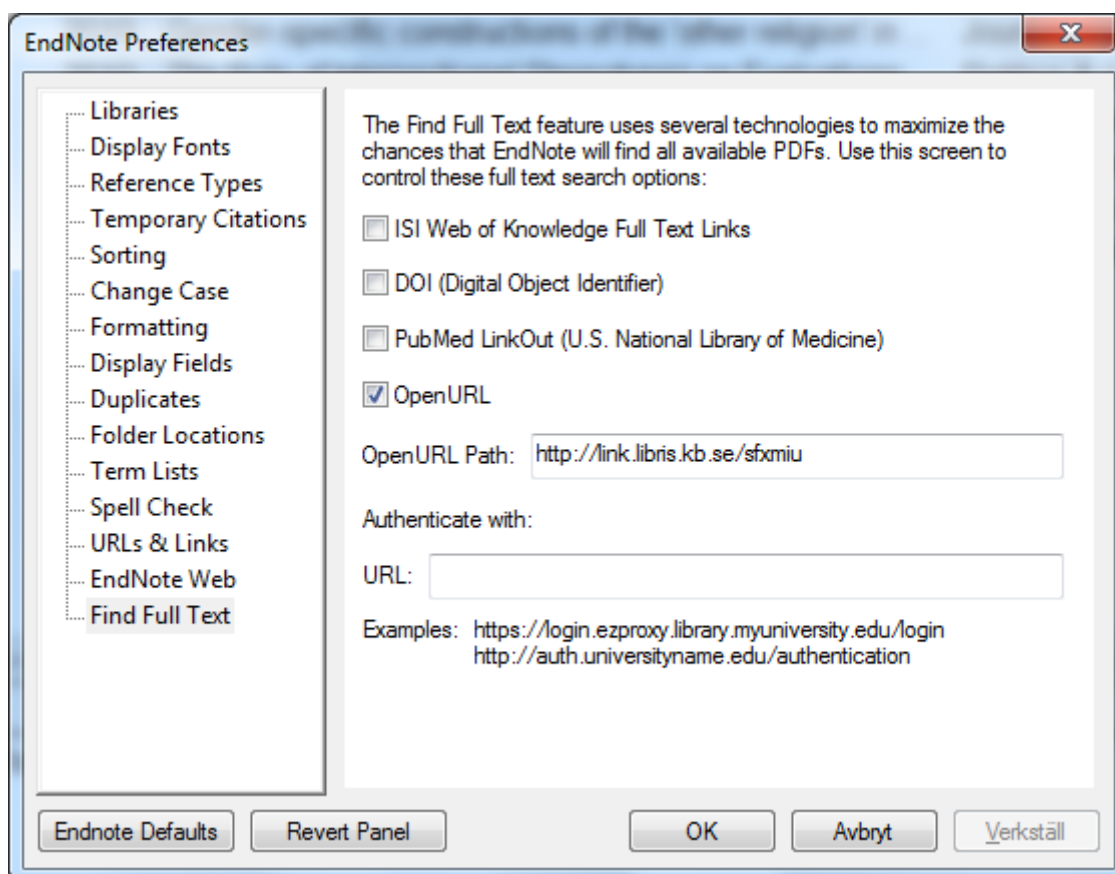 EndNote Preferences
Libraries
Display Fonts
Reference Types
Temporary Citations
Sorting
Change Case
Formatting
Display Fields
Duplicates
Folder Locations
Term Lists
Spell Check
URLs & Links
EndNote Web
Find Full Text
The Find Full Text feature uses several technologies to maximize the
chances that EndNote will find all available PDFs. Use this screen to
control these full text search options:
ISI Web of Knowledge Full Text Links
DOI (Digital Object Identifier)
PubMed LinkOut (U.S. National Library of Medicine)
OpenURL
OpenURL Path: http://link.libris.kb.se/sfxmiu
Authenticate with:
URL:
Examples: https://login.ezproxy.library.myuniversity.edu/login
http://auth.universityname.edu/authentication
Endnote Defaults Revert Panel OK Avbryt Verkställ